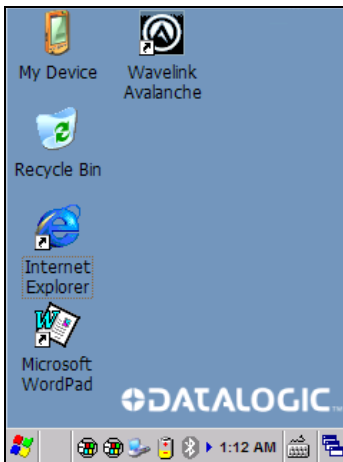 My Device
Wavelink
Avalanche
Recycle Bin
Internet
Explorer
Microsoft
WordPad
DATALOGIC
1:12 AM